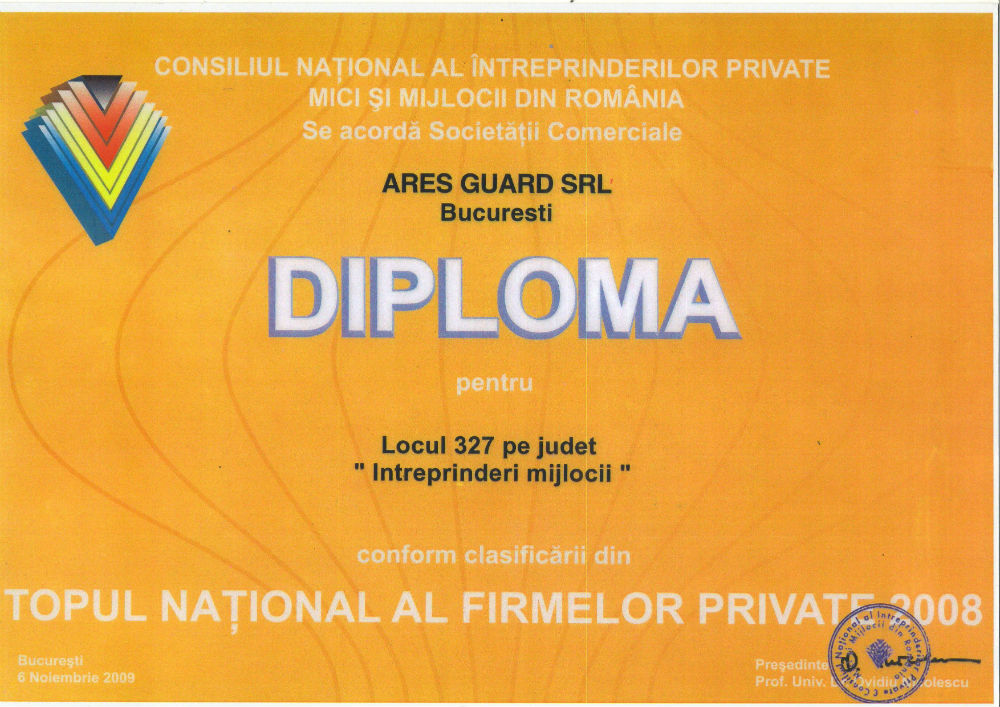 CONSILIUL NAȚIONAL AL ÎNTREPRINDERILOR PRIVATE
MICI ȘI MIJLOCII DIN ROMÂNIA
Se acordă Societății Comerciale
ARES GUARD SRL
Bucuresti
DIPLOMA
pentru
Locul 327 pe judet
" Intreprinderi mijlocii "
conform clasificării din
TOPUL NAȚIONAL AL FIRMELOR PRIVATE 2008
București
6 Noiembrie 2009
Președinte
Prof. Univ. Ovidiu